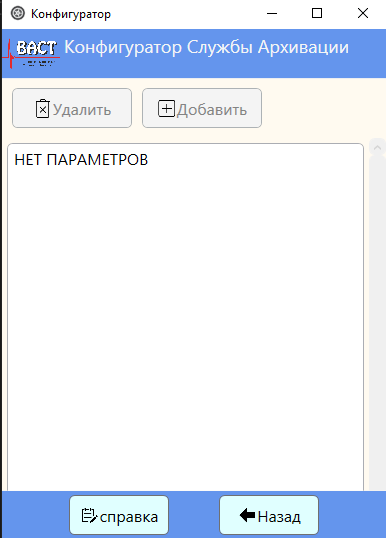 Конфигуратор
ВАСТ Конфигуратор Службы Архивации
Удалить Добавить
НЕТ ПАРАМЕТРОВ
справка Назад